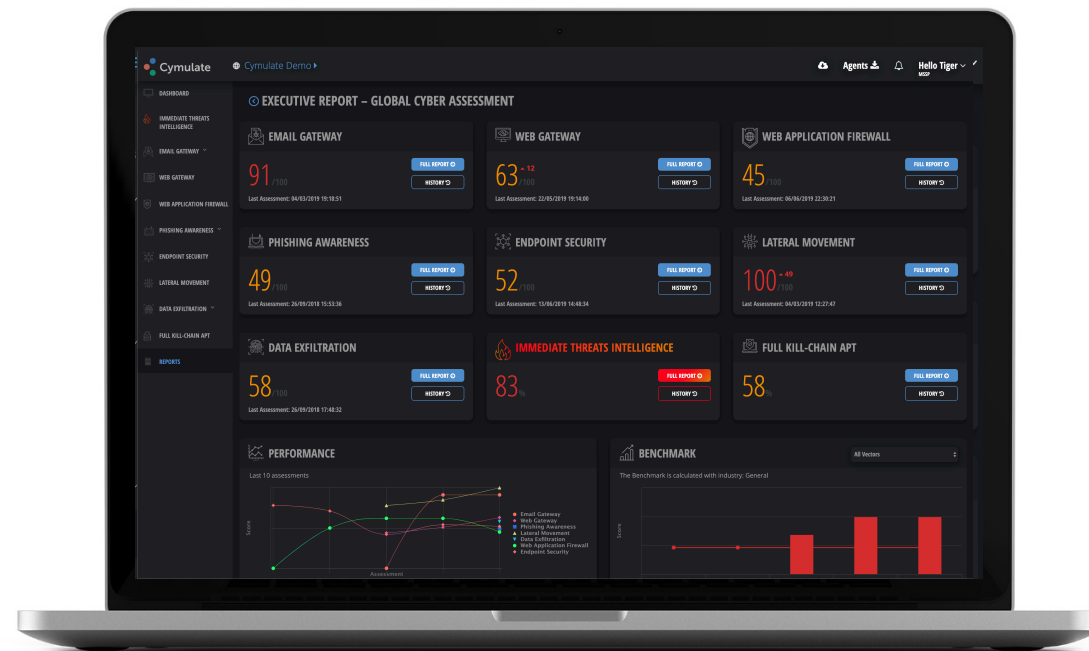 Cymulate
Cymulate Demo
Agents
Hello Tiger
MSSP
DASHBOARD
IMMEDIATE THREATS
INTELLIGENCE
EMAIL GATEWAY
WEB GATEWAY
WEB APPLICATION FIREWALL
PHISHING AWARENESS
ENDPOINT SECURITY
LATERAL MOVEMENT
DATA EXFILTRATION
FULL KILL-CHAIN APT
REPORTS
EXECUTIVE REPORT – GLOBAL CYBER ASSESSMENT
EMAIL GATEWAY
91/100
FULL REPORT
HISTORY
Last Assessment: 04/03/2019 19:18:51
WEB GATEWAY
63/100
12
FULL REPORT
HISTORY
Last Assessment: 22/05/2019 19:14:00
WEB APPLICATION FIREWALL
45/100
FULL REPORT
HISTORY
Last Assessment: 06/06/2019 22:30:21
PHISHING AWARENESS
49/100
FULL REPORT
HISTORY
Last Assessment: 26/09/2018 15:53:36
ENDPOINT SECURITY
52/100
FULL REPORT
HISTORY
Last Assessment: 13/06/2019 14:48:34
LATERAL MOVEMENT
100/100
49
FULL REPORT
HISTORY
Last Assessment: 04/03/2019 12:27:47
DATA EXFILTRATION
58/100
FULL REPORT
HISTORY
Last Assessment: 26/09/2018 17:48:32
IMMEDIATE THREATS INTELLIGENCE
83%
FULL REPORT
HISTORY
FULL KILL-CHAIN APT
58%
FULL REPORT
HISTORY
PERFORMANCE
Last 10 assessments
Score
Assessment
Email Gateway
Web Gateway
Phishing Awareness
Lateral Movement
Data Exfiltration
Web Application Firewall
Endpoint Security
BENCHMARK
All Vectors
The Benchmark is calculated with industry: General
Score